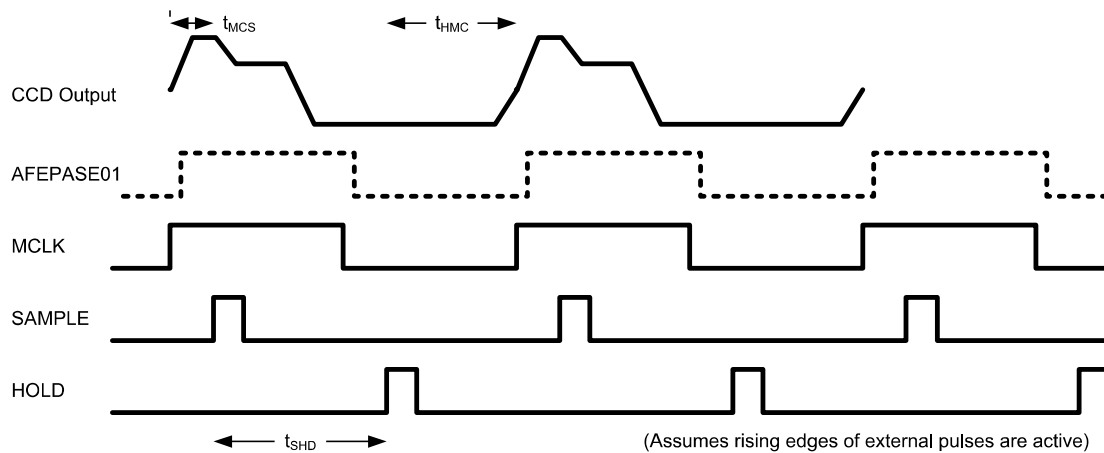 tMCS
tHMC
CCD Output
AFEPASE01
MCLK
SAMPLE
HOLD
tSHD
(Assumes rising edges of external pulses are active)